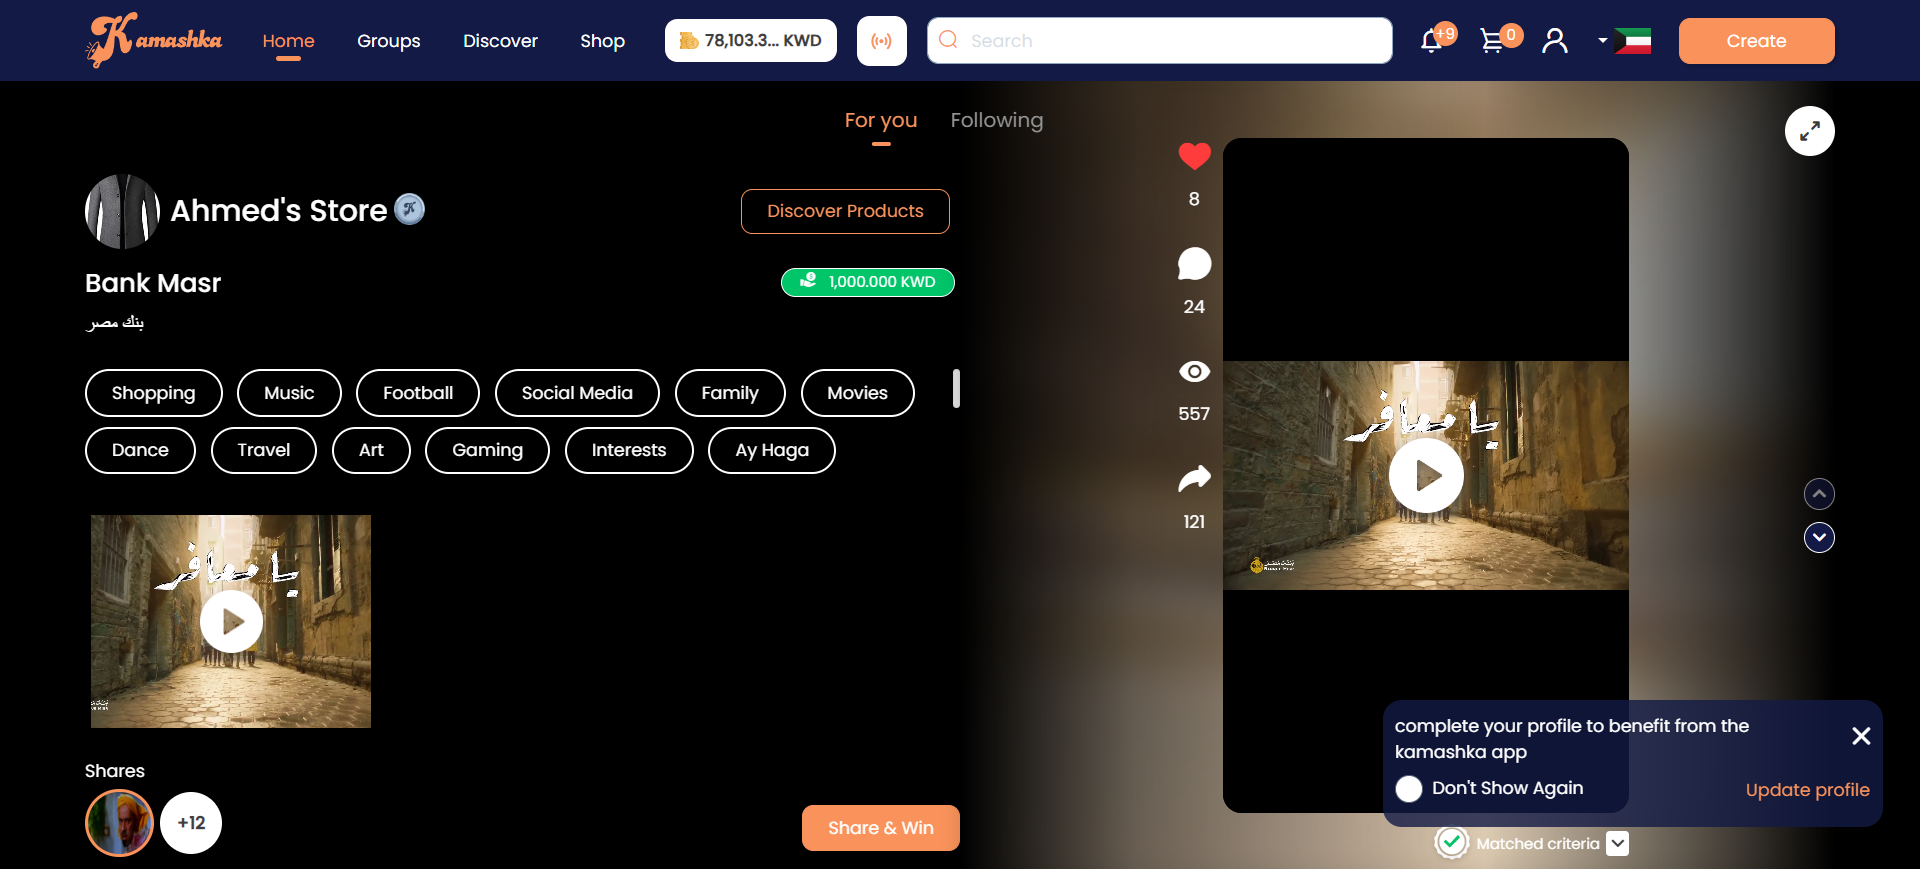 Kamashka
Home
Groups
Discover
Shop
78,103.3... KWD
Search
+9
0
Create
For you
Following
Ahmed's Store
Discover Products
Bank Masr
1,000.000 KWD
بنك مصر
Shopping
Music
Football
Social Media
Family
Movies
Dance
Travel
Art
Gaming
Interests
Ay Haga
يا معافر
Shares
+12
Share & Win
8
24
557
121
يا معافر
complete your profile to benefit from the
kamashka app
Don't Show Again
Update profile
Matched criteria